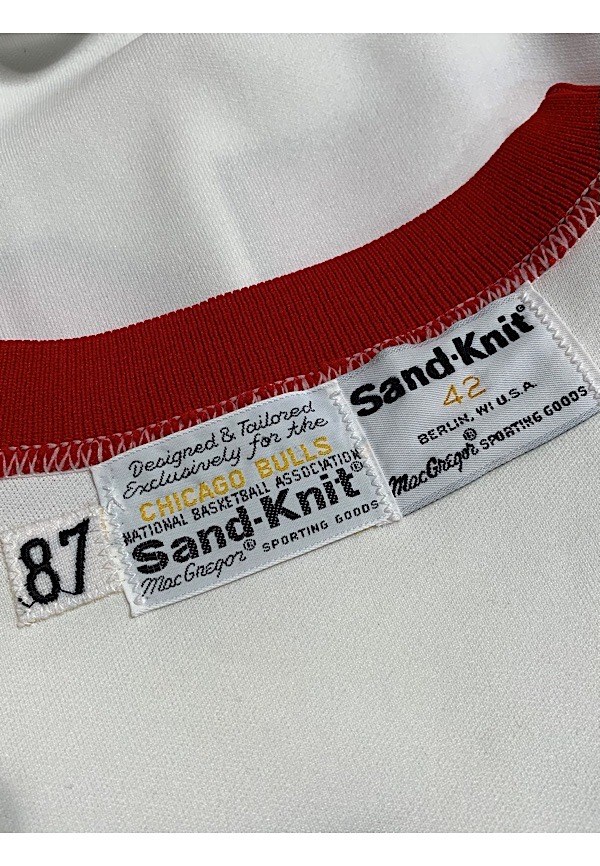 87
Designed & Tailored
Exclusively for the
CHICAGO BULLS
NATIONAL BASKETBALL ASSOCIATION
Sand-Knit®
MacGregor® SPORTING GOODS
Sand-Knit®
42
BERLIN, WI U.S.A.
MacGregor® SPORTING GOODS